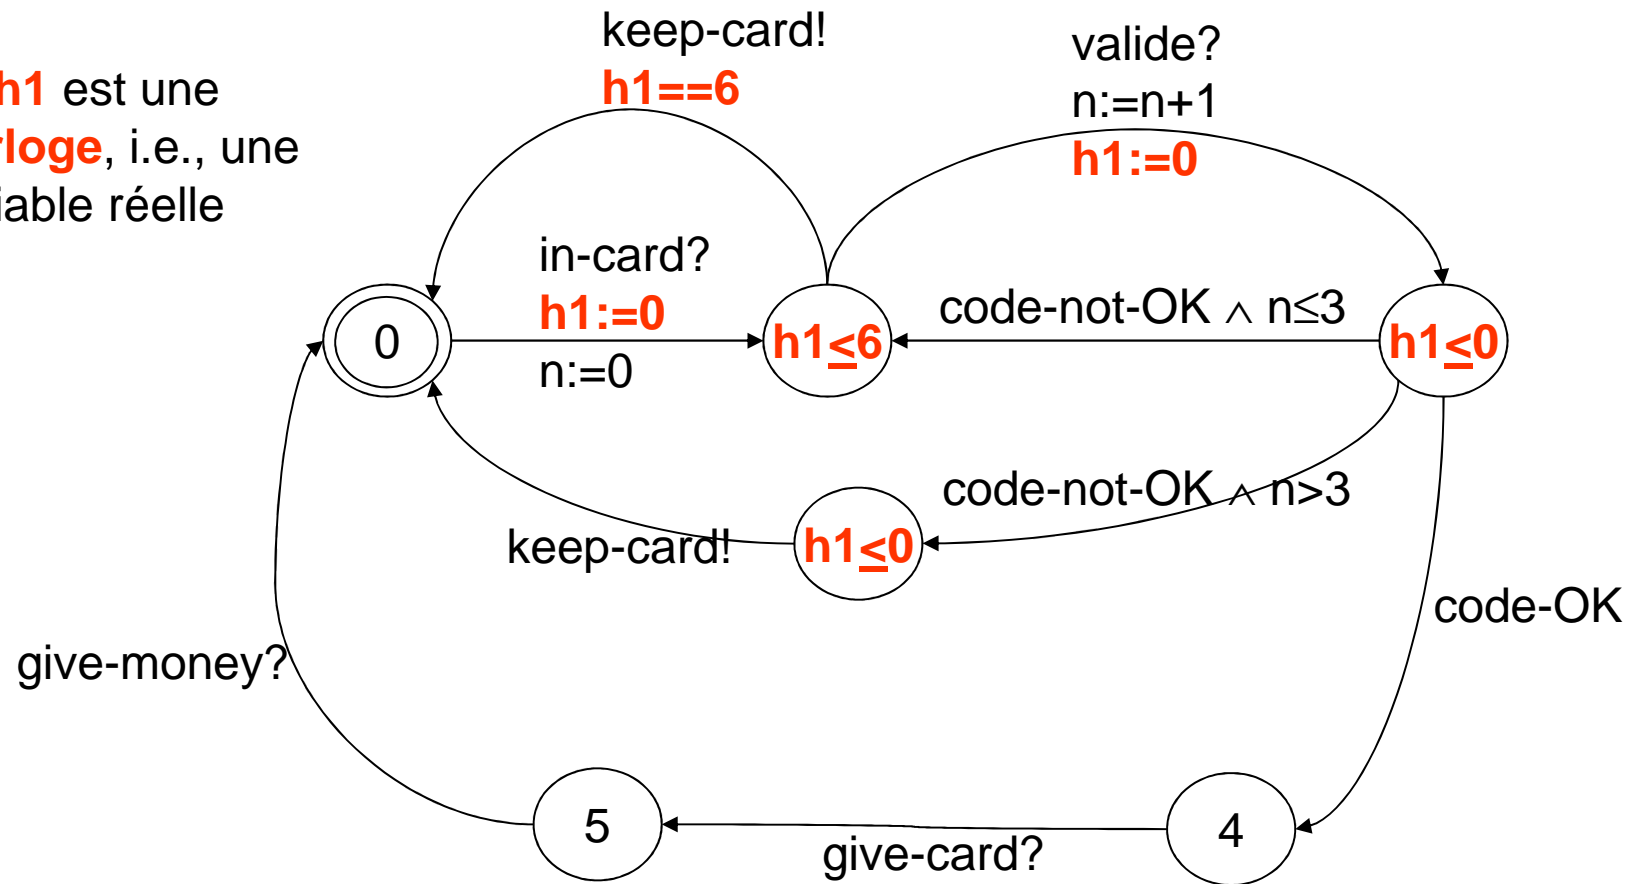 keep-card!
h1==6
valide?
n:=n+1
h1:=0
h1 est une
rloge, i.e., une
iable réelle
in-card?
h1:=0
n:=0
0
h1≤6
code-not-OK ∧ n≤3
h1≤0
code-not-OK ∧ n>3
keep-card!
h1≤0
code-OK
give-money?
5
give-card?
4